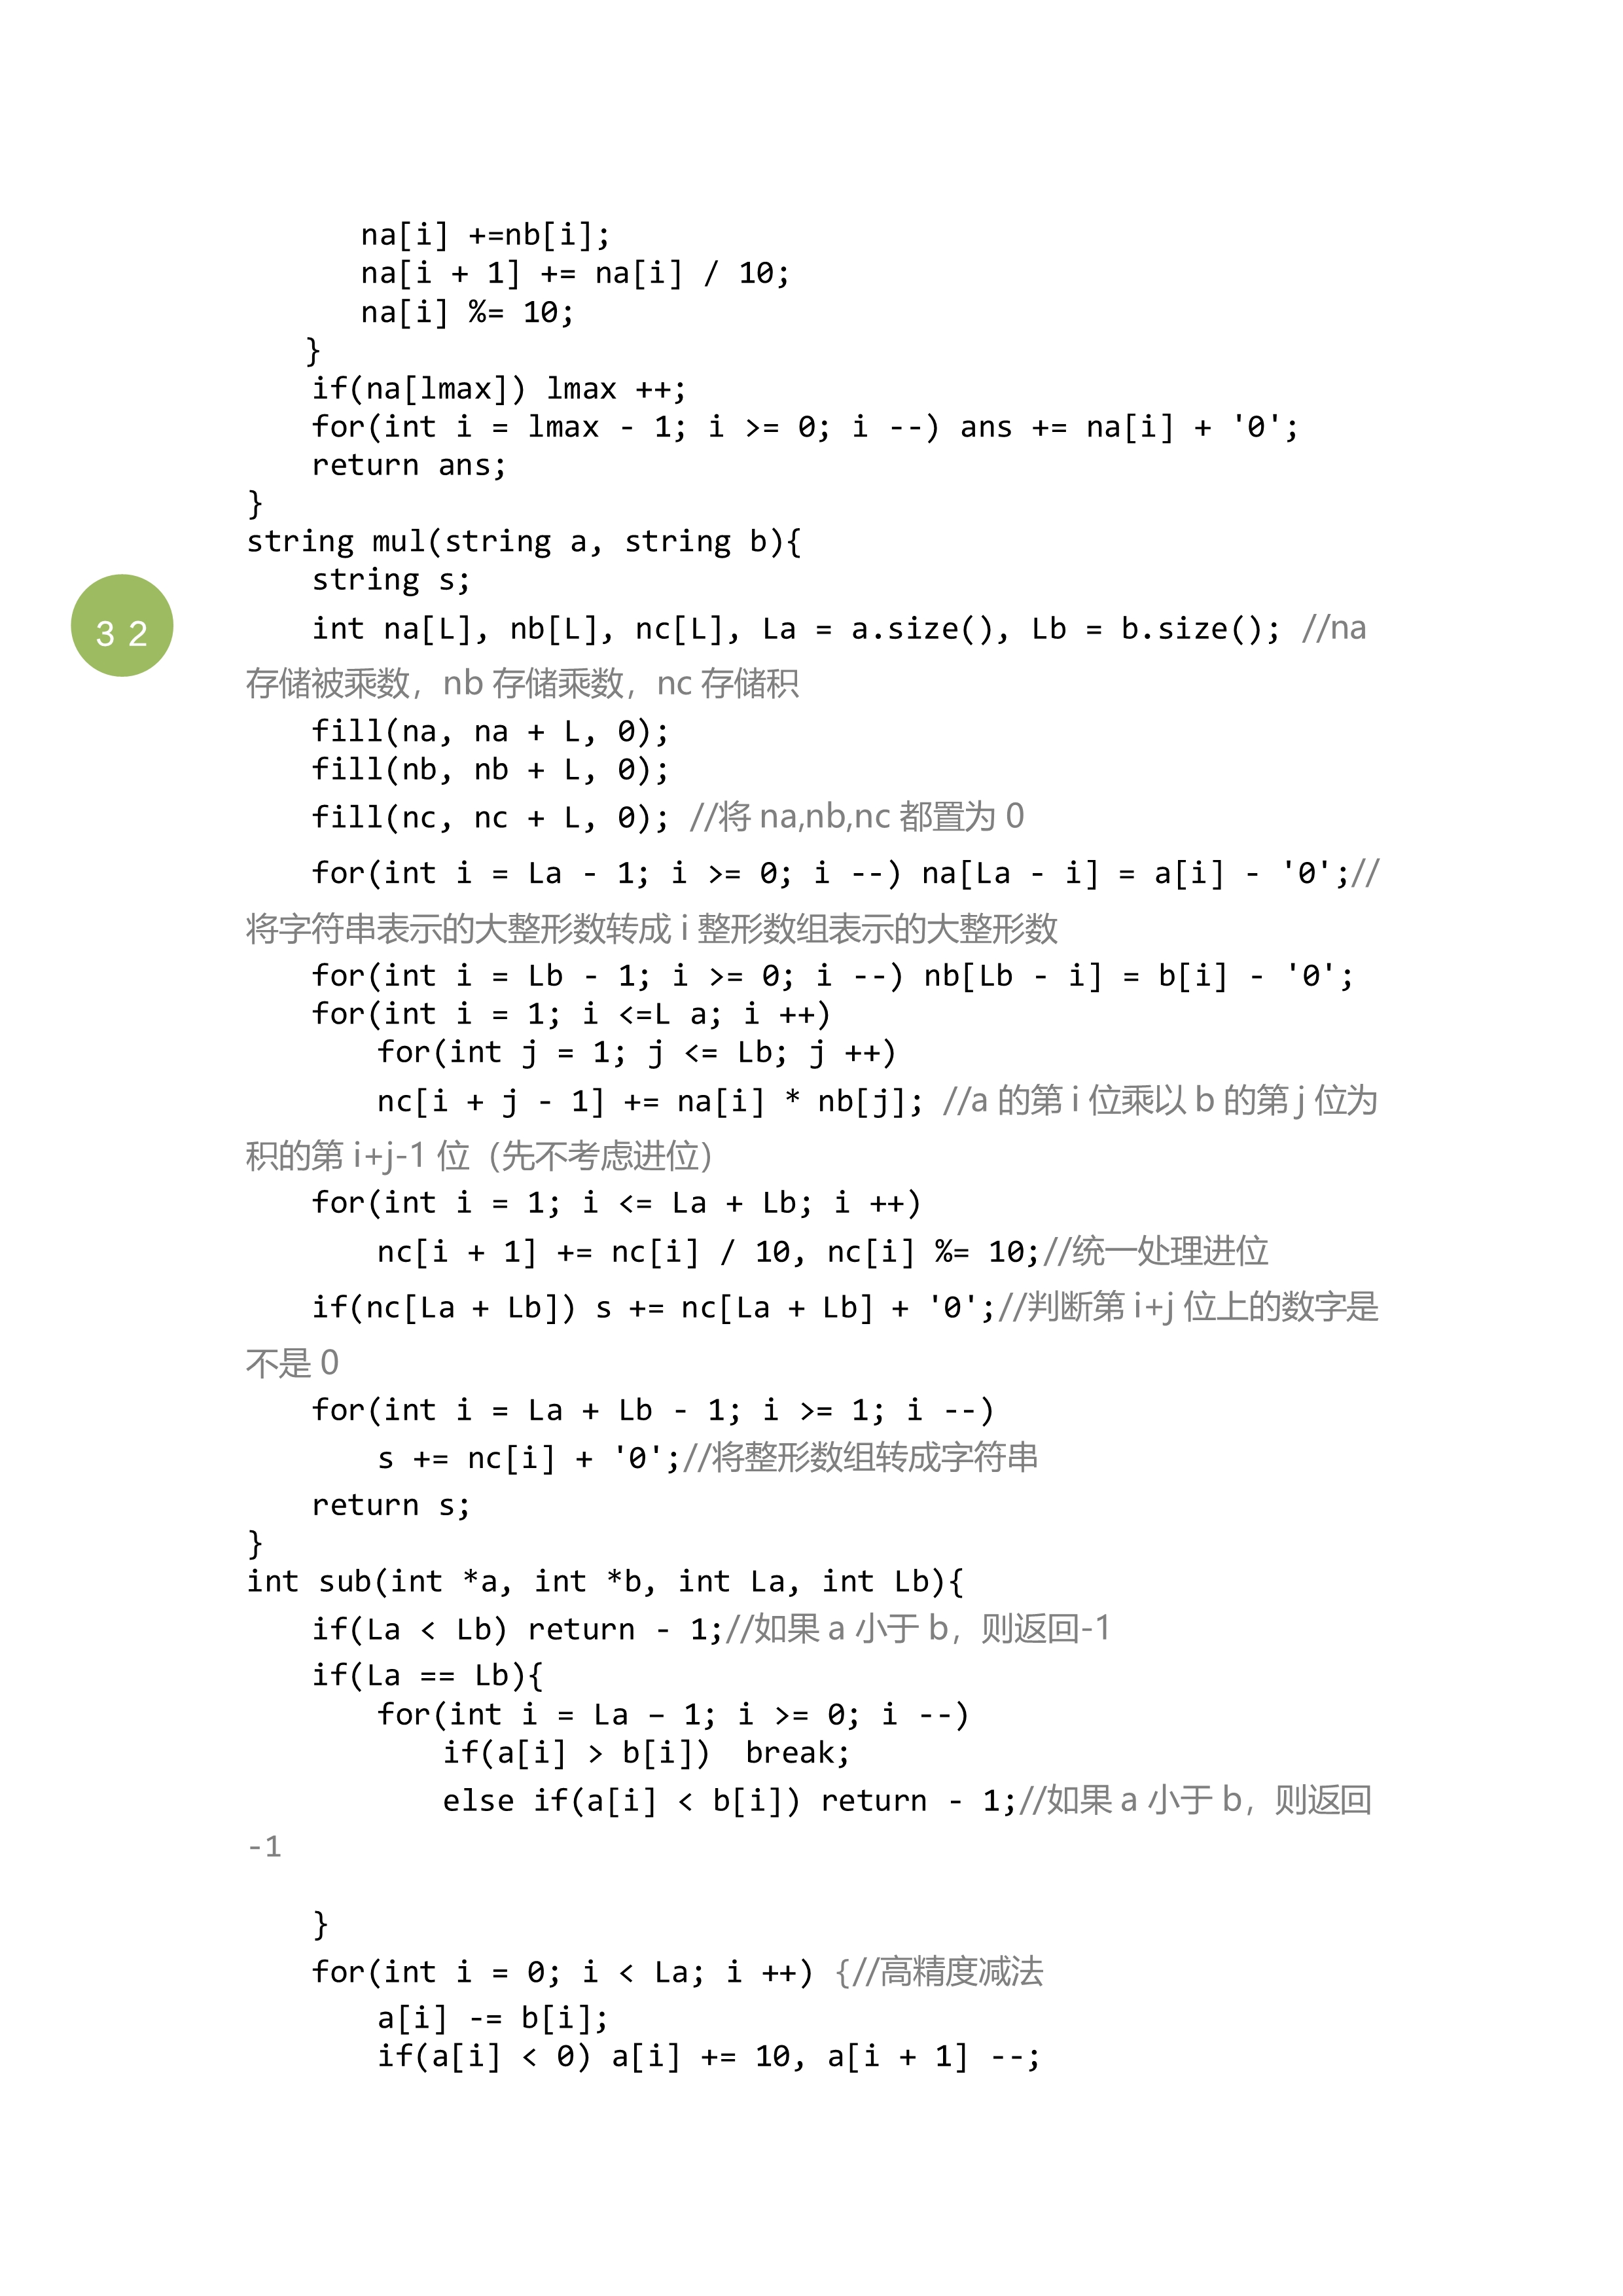 na[i] +=nb[i];
na[i + 1] += na[i] / 10;
na[i] %= 10;
}
if(na[lmax]) lmax ++;
for(int i = lmax - 1; i >= 0; i --) ans += na[i] + '0';
return ans;
}
string mul(string a, string b){
string s;
32
int na[L], nb[L], nc[L], La = a.size(), Lb = b.size(); //na
存储被乘数，nb 存储乘数，nc 存储积
fill(na, na + L, 0);
fill(nb, nb + L, 0);
fill(nc, nc + L, 0); //将 na,nb,nc 都置为 0
for(int i = La - 1; i >= 0; i --) na[La - i] = a[i] - '0';//
将字符串表示的大整形数转成 i 整形数组表示的大整形数
for(int i = Lb - 1; i >= 0; i --) nb[Lb - i] = b[i] - '0';
for(int i = 1; i <=L a; i ++)
for(int j = 1; j <= Lb; j ++)
nc[i + j - 1] += na[i] * nb[j]; //a 的第 i 位乘以 b 的第 j 位为
积的第 i+j-1 位（先不考虑进位）
for(int i = 1; i <= La + Lb; i ++)
nc[i + 1] += nc[i] / 10, nc[i] %= 10;//统一处理进位
if(nc[La + Lb]) s += nc[La + Lb] + '0';//判断第 i+j 位上的数字是
不是 0
for(int i = La + Lb - 1; i >= 1; i --)
s += nc[i] + '0';//将整形数组转成字符串
return s;
}
int sub(int *a, int *b, int La, int Lb){
if(La < Lb) return - 1;//如果 a 小于 b，则返回-1
if(La == Lb){
for(int i = La – 1; i >= 0; i --)
if(a[i] > b[i])  break;
else if(a[i] < b[i]) return - 1;//如果 a 小于 b，则返回
-1
}
for(int i = 0; i < La; i ++) {//高精度减法
a[i] -= b[i];
if(a[i] < 0) a[i] += 10, a[i + 1] --;